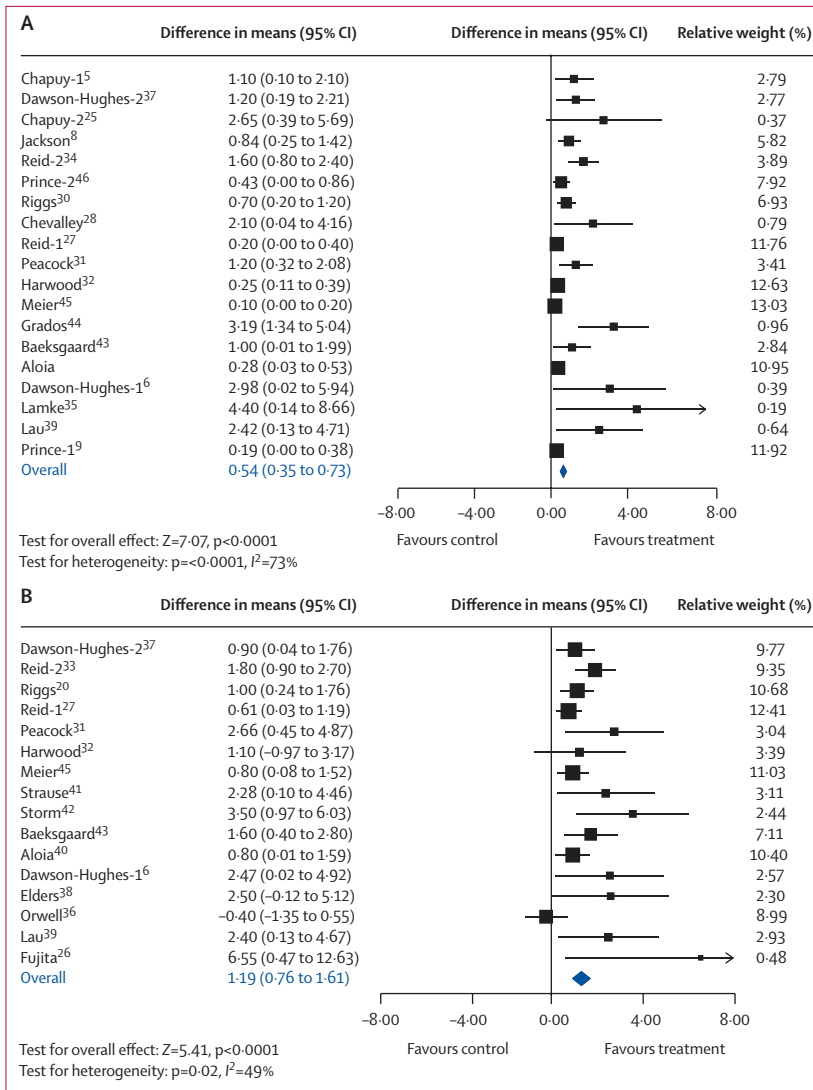 A
Difference in means (95% CI) Difference in means (95% CI) Relative weight (%)
Chapuy-1⁵ 1·10 (0·10 to 2·10) 2·79
Dawson-Hughes-2³⁷ 1·20 (0·19 to 2·21) 2·77
Chapuy-2²⁵ 2·65 (0·39 to 5·69) 0·37
Jackson⁸ 0·84 (0·25 to 1·42) 5·82
Reid-2³⁴ 1·60 (0·80 to 2·40) 3·89
Prince-2⁴⁶ 0·43 (0·00 to 0·86) 7·92
Riggs³⁰ 0·70 (0·20 to 1·20) 6·93
Chevalley²⁸ 2·10 (0·04 to 4·16) 0·79
Reid-1²⁷ 0·20 (0·00 to 0·40) 11·76
Peacock³¹ 1·20 (0·32 to 2·08) 3·41
Harwood³² 0·25 (0·11 to 0·39) 12·63
Meier⁴⁵ 0·10 (0·00 to 0·20) 13·03
Grados⁴⁴ 3·19 (1·34 to 5·04) 0·96
Baeksgaard⁴³ 1·00 (0·01 to 1·99) 2·84
Aloia 0·28 (0·03 to 0·53) 10·95
Dawson-Hughes-1⁶ 2·98 (0·02 to 5·94) 0·39
Lamke³⁵ 4·40 (0·14 to 8·66) 0·19
Lau³⁹ 2·42 (0·13 to 4·71) 0·64
Prince-1⁹ 0·19 (0·00 to 0·38) 11·92
Overall 0·54 (0·35 to 0·73)
–8·00 –4·00 0·00 4·00 8·00
Favours control Favours treatment
Test for overall effect: Z=7·07, p<0·0001
Test for heterogeneity: p=<0·0001, I²=73%
B
Difference in means (95% CI) Difference in means (95% CI) Relative weight (%)
Dawson-Hughes-2³⁷ 0·90 (0·04 to 1·76) 9·77
Reid-2³³ 1·80 (0·90 to 2·70) 9·35
Riggs²⁰ 1·00 (0·24 to 1·76) 10·68
Reid-1²⁷ 0·61 (0·03 to 1·19) 12·41
Peacock³¹ 2·66 (0·45 to 4·87) 3·04
Harwood³² 1·10 (–0·97 to 3·17) 3·39
Meier⁴⁵ 0·80 (0·08 to 1·52) 11·03
Strause⁴¹ 2·28 (0·10 to 4·46) 3·11
Storm⁴² 3·50 (0·97 to 6·03) 2·44
Baeksgaard⁴³ 1·60 (0·40 to 2·80) 7·11
Aloia⁴⁰ 0·80 (0·01 to 1·59) 10·40
Dawson-Hughes-1⁶ 2·47 (0·02 to 4·92) 2·57
Elders³⁸ 2·50 (–0·12 to 5·12) 2·30
Orwell³⁶ –0·40 (–1·35 to 0·55) 8·99
Lau³⁹ 2·40 (0·13 to 4·67) 2·93
Fujita²⁶ 6·55 (0·47 to 12·63) 0·48
Overall 1·19 (0·76 to 1·61)
–8·00 –4·00 0·00 4·00 8·00
Favours control Favours treatment
Test for overall effect: Z=5.41, p<0·0001
Test for heterogeneity: p=0·02, I²=49%